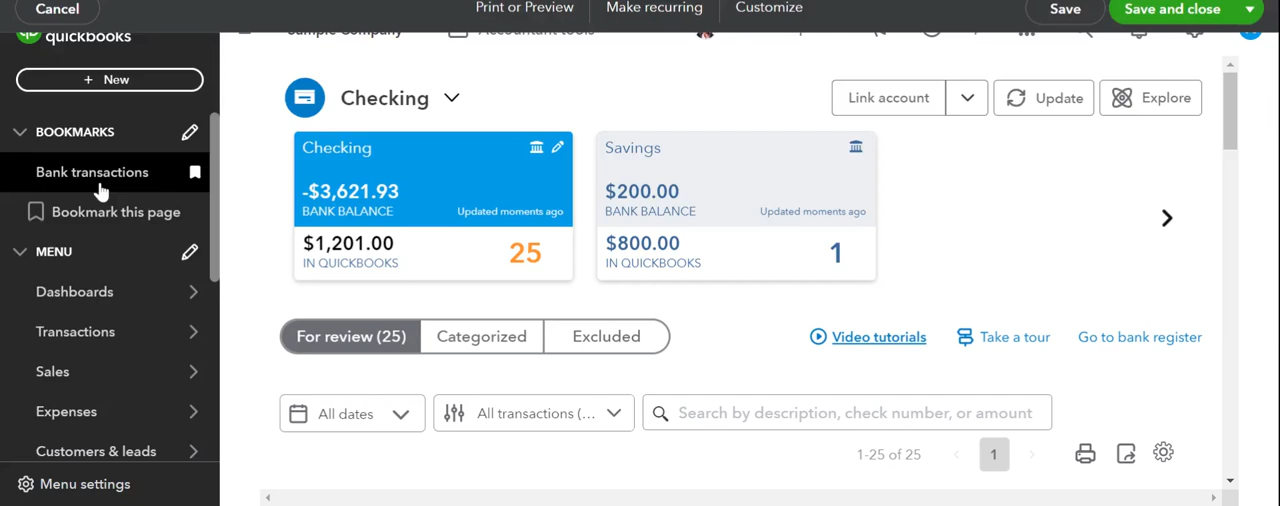 Cancel
Print or Preview
Make recurring
Customize
Save
Save and close
quickbooks
Sample Company
Accountant tools
+ New
BOOKMARKS
Bank transactions
Bookmark this page
MENU
Dashboards
Transactions
Sales
Expenses
Customers & leads
Menu settings
Checking
Link account
Update
Explore
Checking
-$3,621.93
BANK BALANCE
Updated moments ago
$1,201.00
IN QUICKBOOKS
25
Savings
$200.00
BANK BALANCE
Updated moments ago
$800.00
IN QUICKBOOKS
1
For review (25)
Categorized
Excluded
Video tutorials
Take a tour
Go to bank register
All dates
All transactions (...
Search by description, check number, or amount
1-25 of 25
1